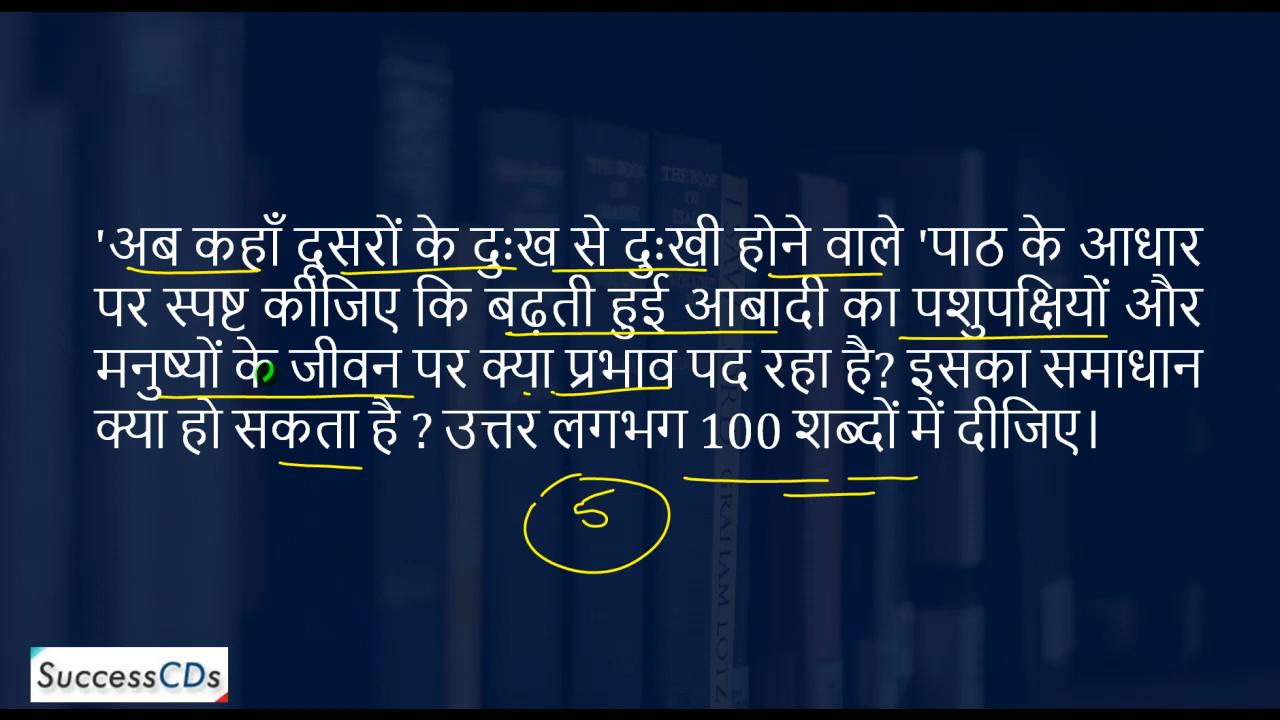 'अब कहाँ दूसरों के दुःख से दुःखी होने वाले 'पाठ के आधार
पर स्पष्ट कीजिए कि बढ़ती हुई आबादी का पशुपक्षियों और
मनुष्यों के जीवन पर क्या प्रभाव पद रहा है? इसका समाधान
क्या हो सकता है ? उत्तर लगभग 100 शब्दों में दीजिए।
5
SuccessCDs